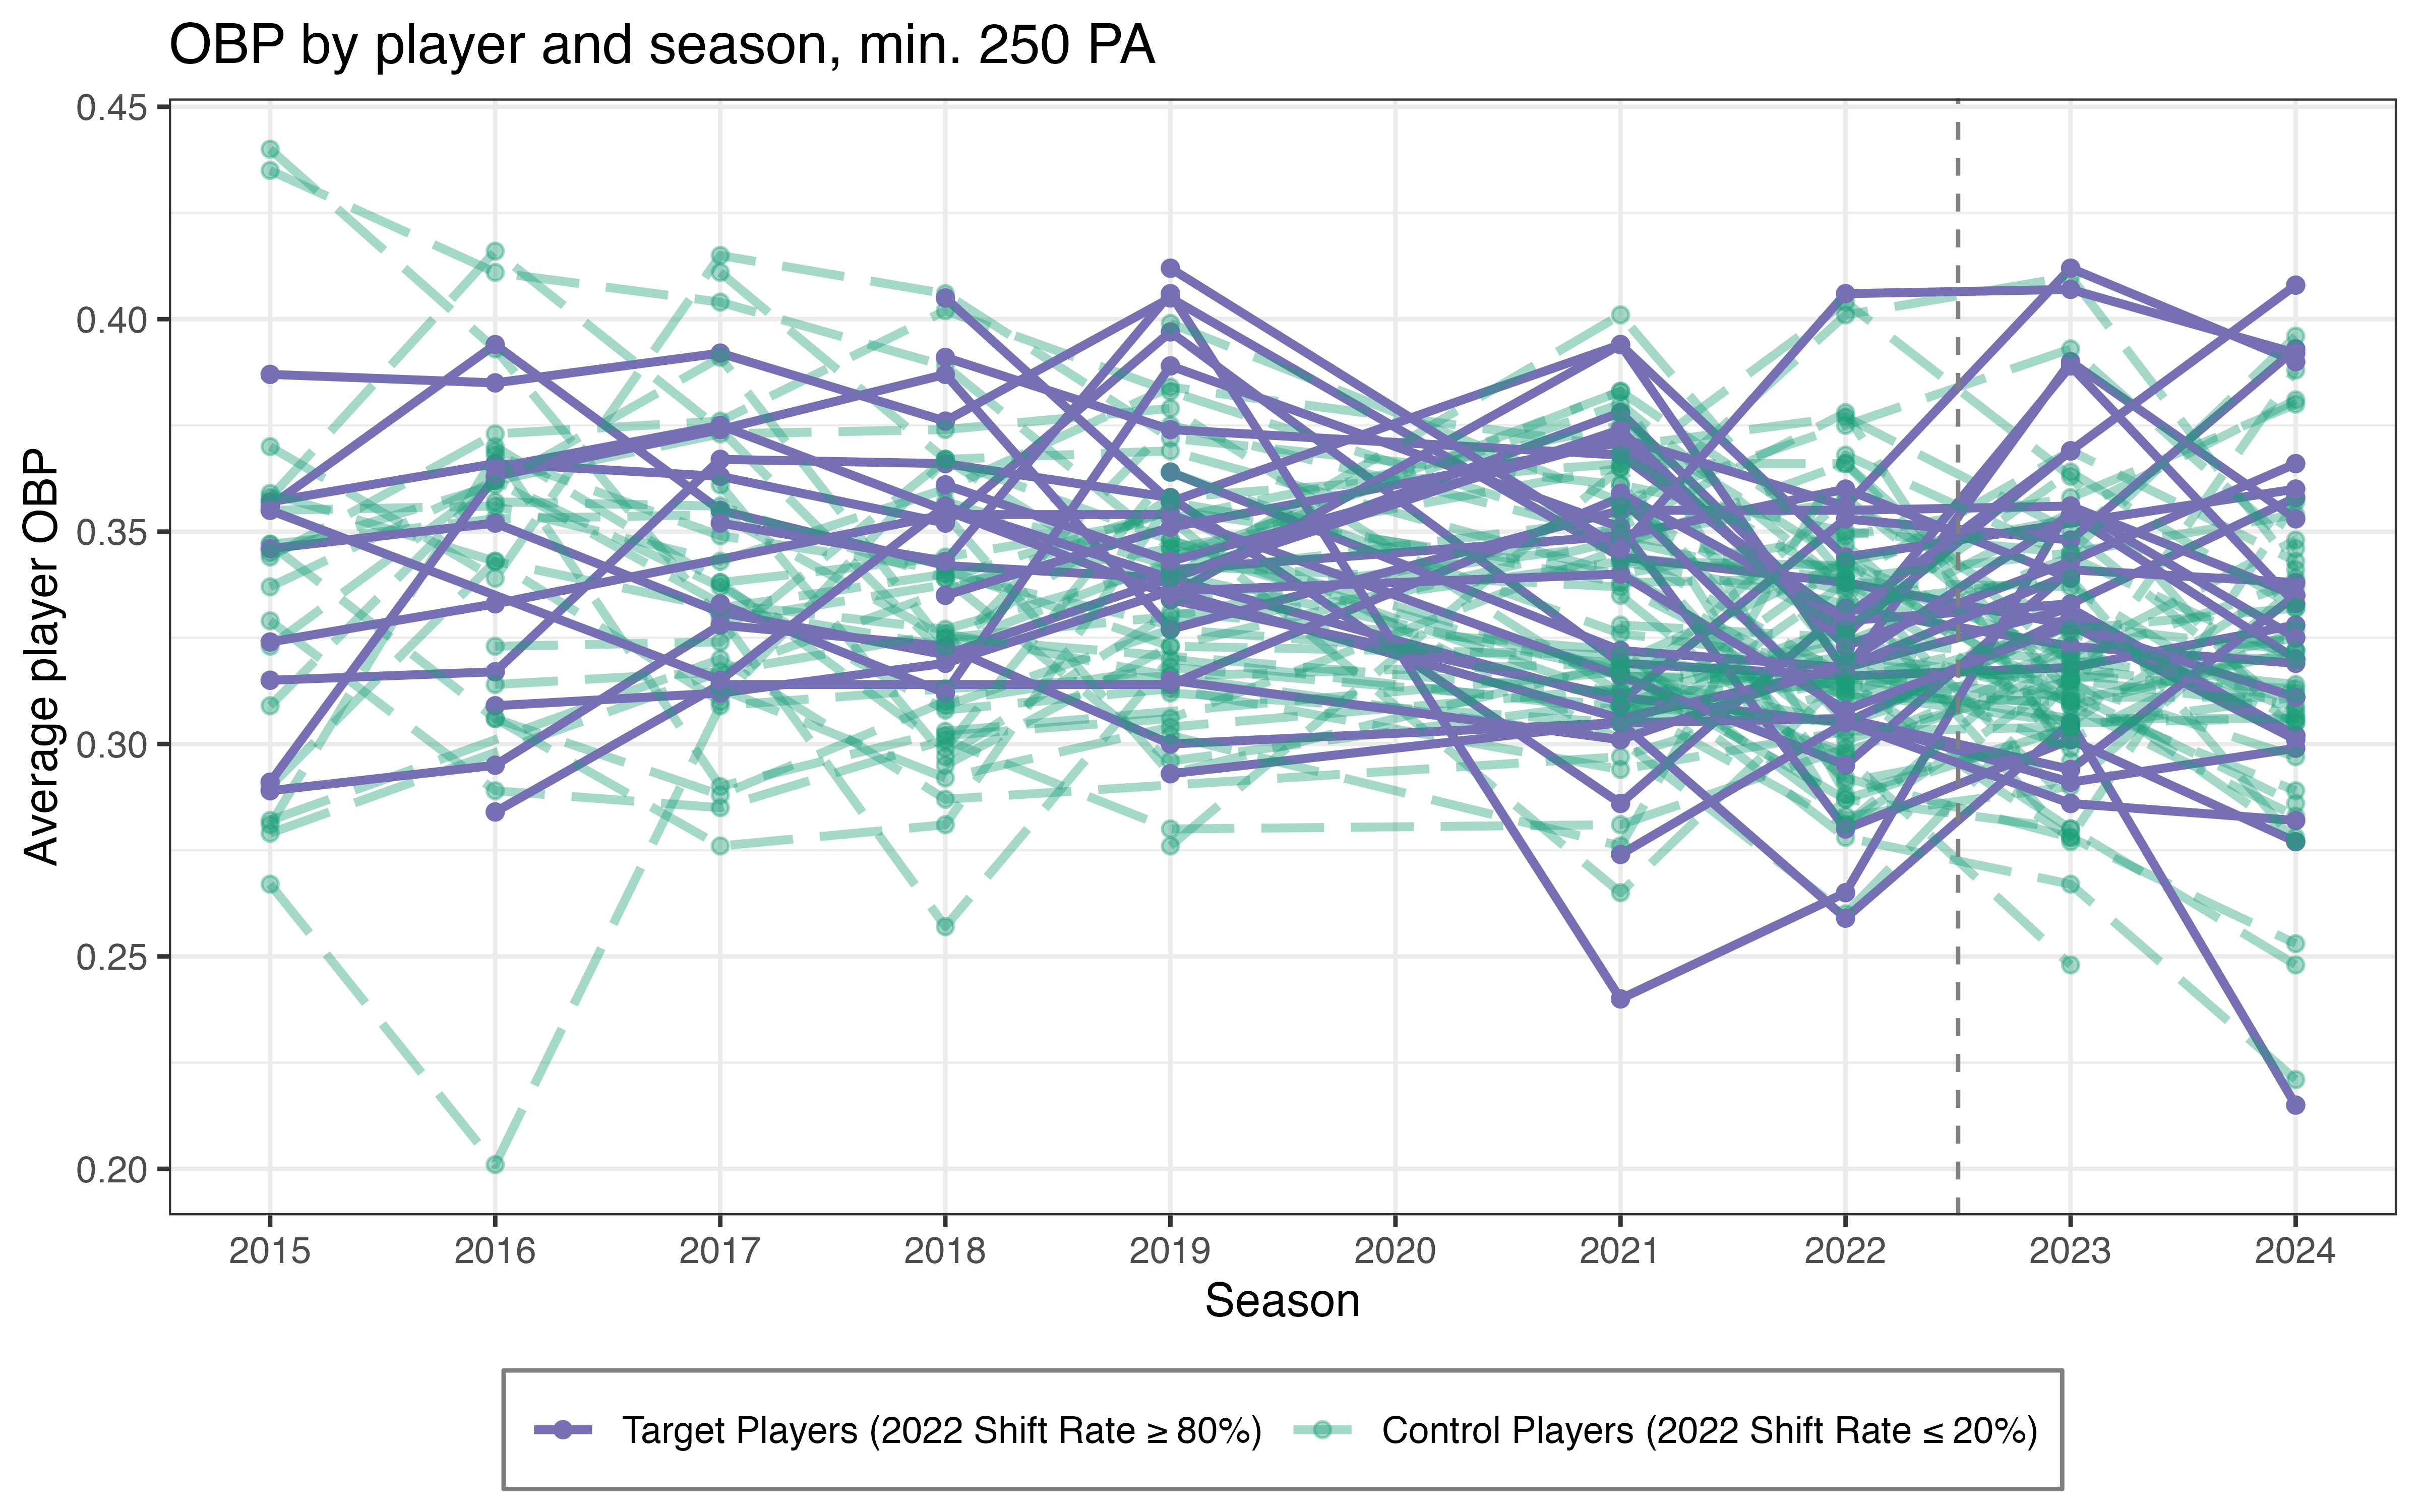 OBP by player and season, min. 250 PA
Average player OBP
0.45
0.40
0.35
0.30
0.25
0.20
2015 2016 2017 2018 2019 2020 2021 2022 2023 2024
Season
Target Players (2022 Shift Rate ≥ 80%) Control Players (2022 Shift Rate ≤ 20%)